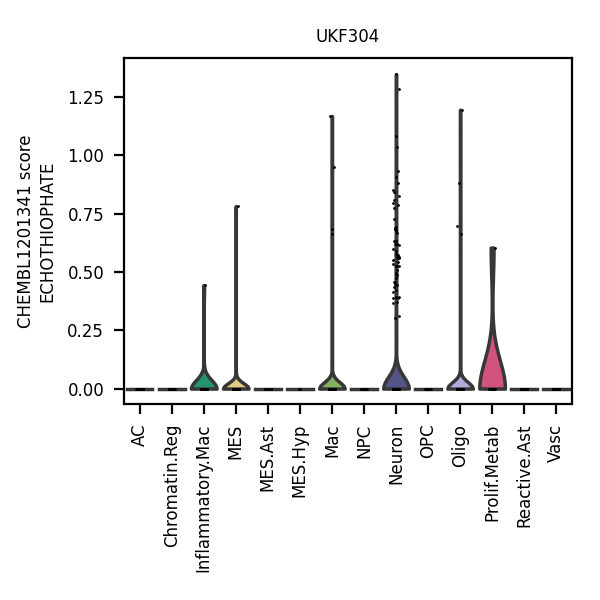 UKF304
CHEMBL1201341 score
ECHOTHIOPHATE
1.25
1.00
0.75
0.50
0.25
0.00
AC
Chromatin.Reg
Inflammatory.Mac
MES
MES.Ast
MES.Hyp
Mac
NPC
Neuron
OPC
Oligo
Prolif.Metab
Reactive.Ast
Vasc